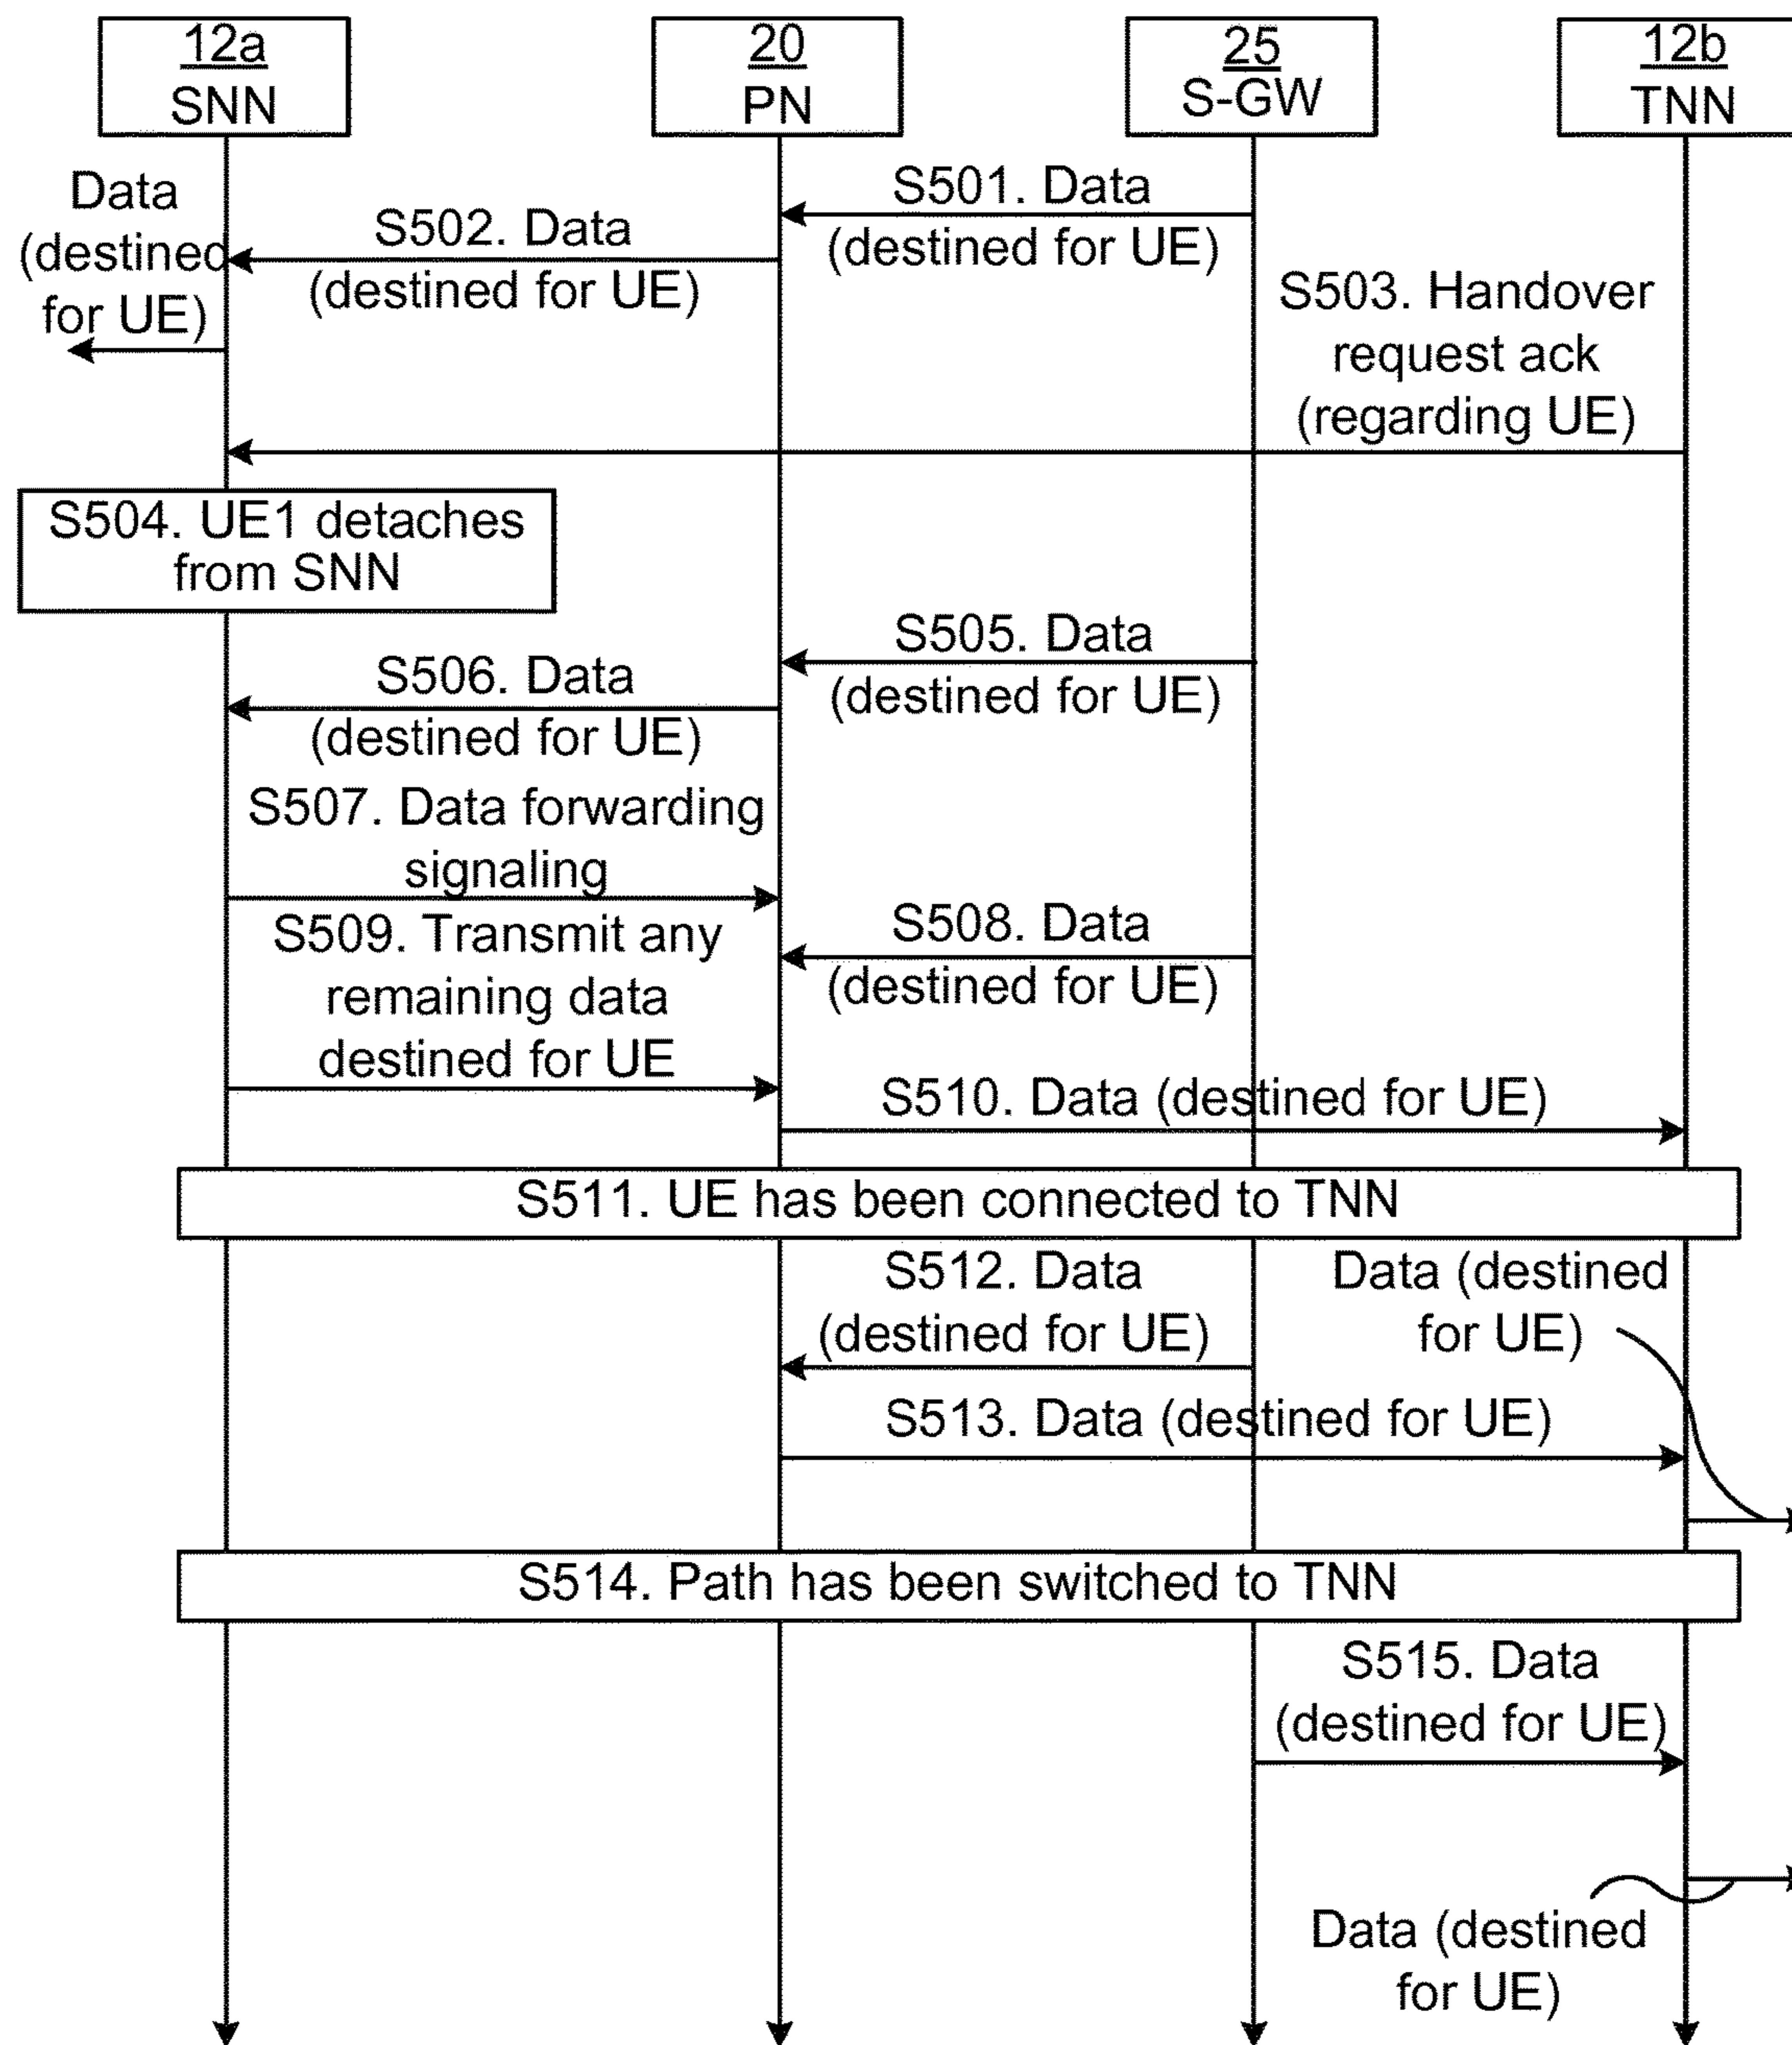 12a
SNN
20
PN
25
S-GW
12b
TNN
Data
(destined
for UE)
S501. Data
(destined for UE)
S502. Data
(destined for UE)
S503. Handover
request ack
(regarding UE)
S504. UE1 detaches
from SNN
S505. Data
(destined for UE)
S506. Data
(destined for UE)
S507. Data forwarding
signaling
S508. Data
(destined for UE)
S509. Transmit any
remaining data
destined for UE
S510. Data (destined for UE)
S511. UE has been connected to TNN
S512. Data
(destined for UE)
Data (destined
for UE)
S513. Data (destined for UE)
S514. Path has been switched to TNN
S515. Data
(destined for UE)
Data (destined
for UE)